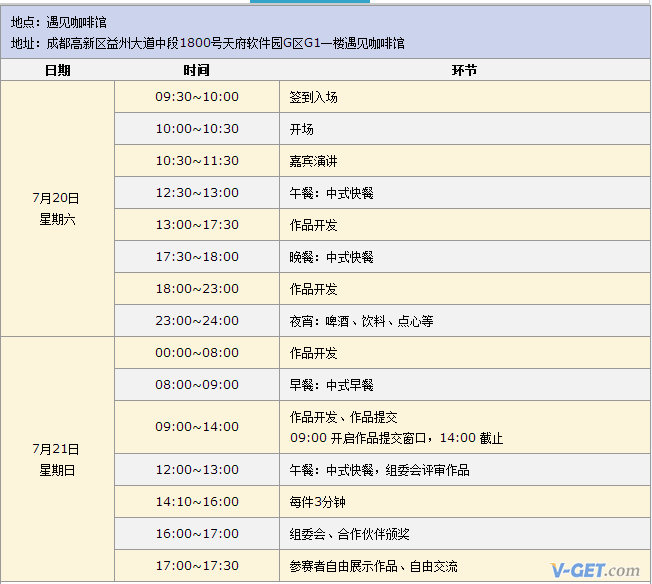 地点：遇见咖啡馆
地址：成都高新区益州大道中段1800号天府软件园G区G1一楼遇见咖啡馆
日期 时间 环节
7月20日
星期六
09:30~10:00 签到入场
10:00~10:30 开场
10:30~11:30 嘉宾演讲
12:30~13:00 午餐：中式快餐
13:00~17:30 作品开发
17:30~18:00 晚餐：中式快餐
18:00~23:00 作品开发
23:00~24:00 夜宵：啤酒、饮料、点心等
7月21日
星期日
00:00~08:00 作品开发
08:00~09:00 早餐：中式早餐
09:00~14:00 作品开发、作品提交
09:00 开启作品提交窗口，14:00 截止
12:00~13:00 午餐：中式快餐，组委会评审作品
14:10~16:00 每件3分钟
16:00~17:00 组委会、合作伙伴颁奖
17:00~17:30 参赛者自由展示作品、自由交流
V-GET.com